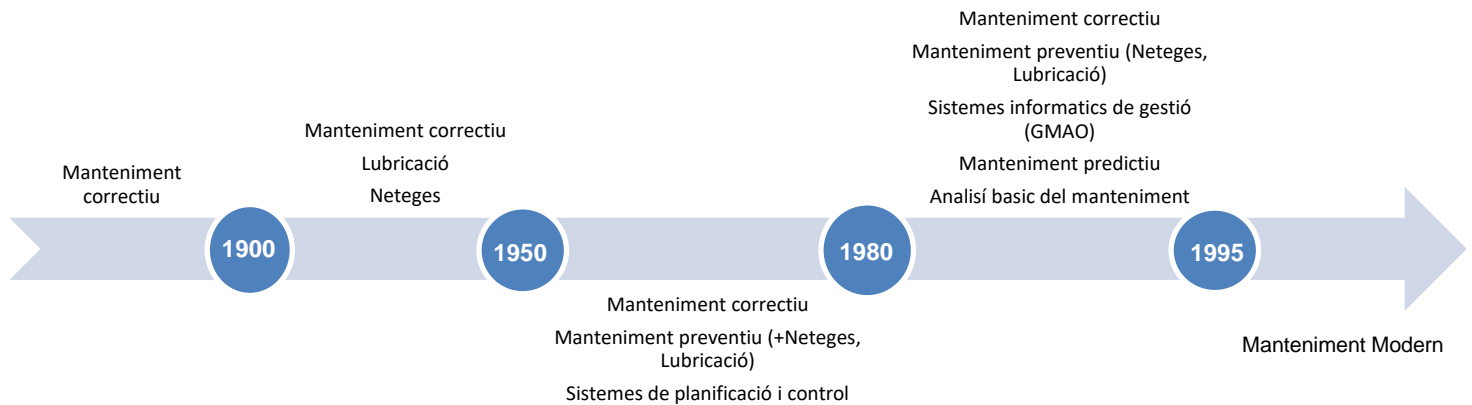 Manteniment
correctiu
1900
Manteniment correctiu
Lubricació
Neteges
1950
Manteniment correctiu
Manteniment preventiu (+Neteges,
Lubricació)
Sistemes de planificació i control
1980
Manteniment correctiu
Manteniment preventiu (Neteges,
Lubricació)
Sistemes informatics de gestió
(GMAO)
Manteniment predictiu
Analisí basic del manteniment
1995
Manteniment Modern